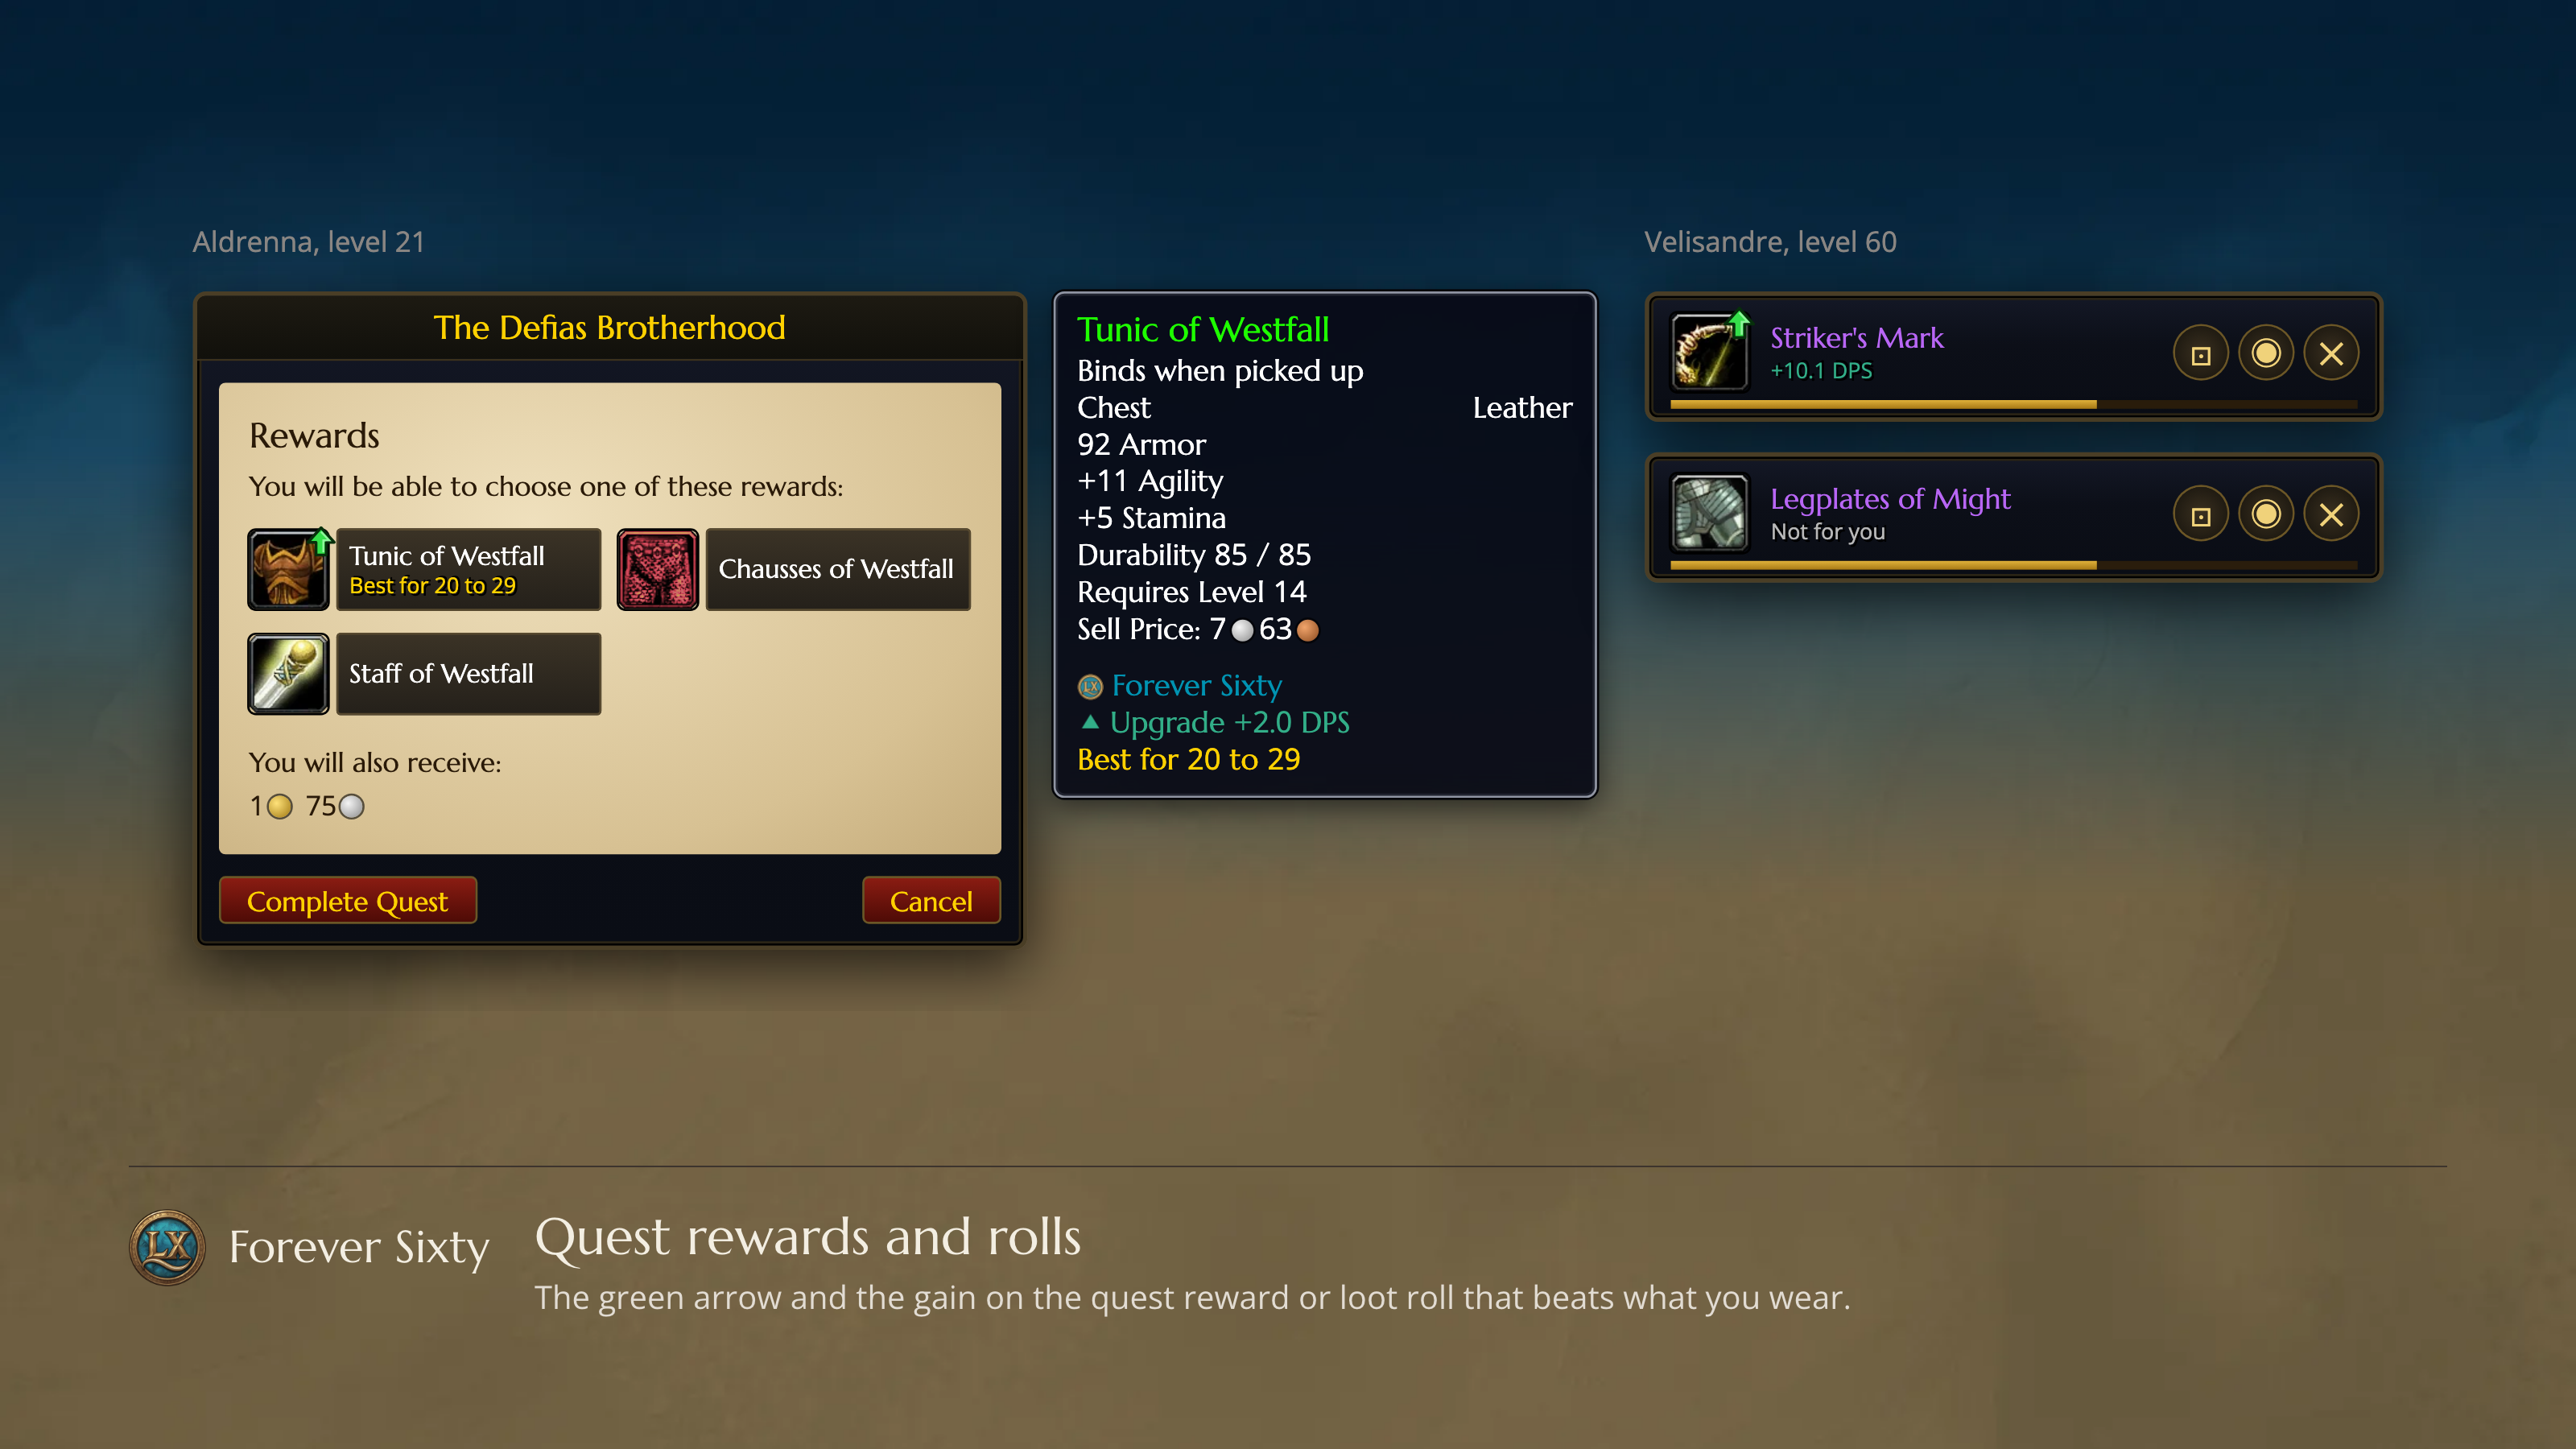 Aldrenna, level 21
The Defias Brotherhood
Rewards
You will be able to choose one of these rewards:
Tunic of Westfall
Best for 20 to 29
Chausses of Westfall
Staff of Westfall
You will also receive:
1 75
Complete Quest
Cancel
Tunic of Westfall
Binds when picked up
Chest Leather
92 Armor
+11 Agility
+5 Stamina
Durability 85 / 85
Requires Level 14
Sell Price: 7 63
LX Forever Sixty
Upgrade +2.0 DPS
Best for 20 to 29
Velisandre, level 60
Striker's Mark
+10.1 DPS
Legplates of Might
Not for you
LX
Forever Sixty
Quest rewards and rolls
The green arrow and the gain on the quest reward or loot roll that beats what you wear.